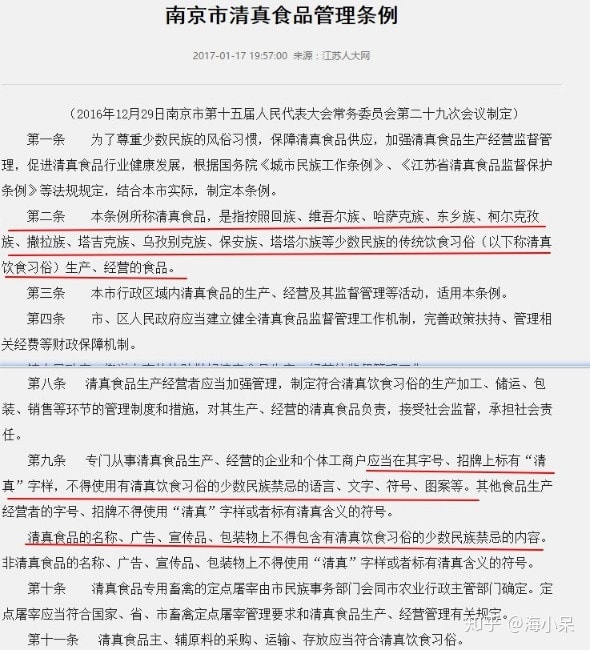 南京市清真食品管理条例
2017-01-17 19:57:00 来源：江苏人大网
（2016年12月29日南京市第十五届人民代表大会常务委员会第二十九次会议制定）
第一条 为了尊重少数民族的风俗习惯，保障清真食品供应，加强清真食品生产经营监督管
理，促进清真食品行业健康发展，根据国务院《城市民族工作条例》、《江苏省清真食品监督保护
条例》等法规规定，结合本市实际，制定本条例。
第二条 本条例所称清真食品，是指按照回族、维吾尔族、哈萨克族、东乡族、柯尔克孜
族、撒拉族、塔吉克族、乌孜别克族、保安族、塔塔尔族等少数民族的传统饮食习俗（以下称清真
饮食习俗）生产、经营的食品。
第三条 本市行政区域内清真食品的生产、经营及其监督管理等活动，适用本条例。
第四条 市、区人民政府应当建立健全清真食品监督管理工作机制，完善政策扶持、管理相
关经费等财政保障机制。
第八条 清真食品生产经营者应当加强管理，制定符合清真饮食习俗的生产加工、储运、包
装、销售等环节的管理制度和措施，对其生产、经营的清真食品负责，接受社会监督，承担社会责
任。
第九条 专门从事清真食品生产、经营的企业和个体工商户应当在其字号、招牌上标有“清
真”字样，不得使用有清真饮食习俗的少数民族禁忌的语言、文字、符号、图案等。其他食品生产
经营者的字号、招牌不得使用“清真”字样或者标有清真含义的符号。
清真食品的名称、广告、宣传品、包装物上不得包含有清真饮食习俗的少数民族禁忌的内容。
非清真食品的名称、广告、宣传品、包装物上不得使用“清真”字样或者标有清真含义的符号。
第十条 清真食品专用畜禽的定点屠宰由市民族事务部门会同市农业行政主管部门确定。定
点屠宰应当符合国家、省、市畜禽定点屠宰管理要求和清真食品生产、经营管理有关规定。
第十一条 清真食品主、辅原料的采购、运输、存放应当符合清真饮食习俗。
知乎 @海小呆